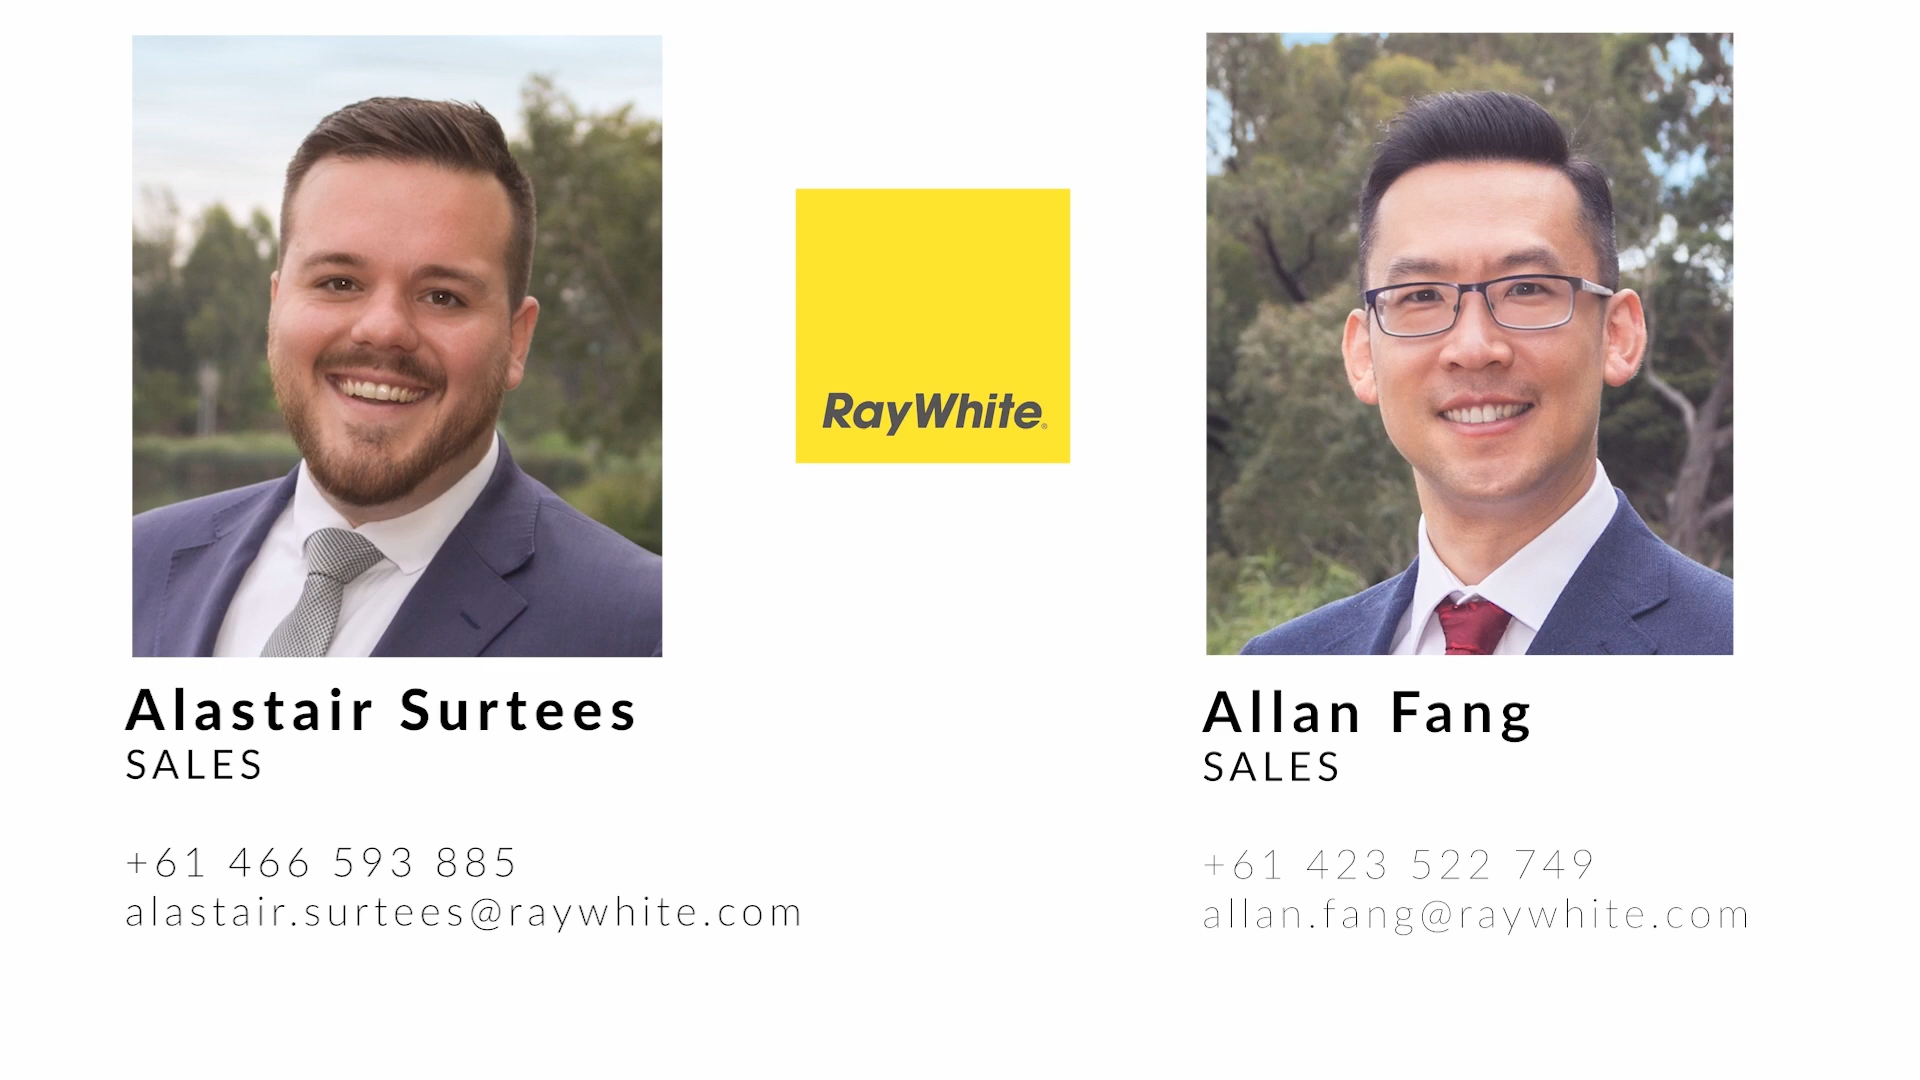 RayWhite
Alastair Surtees
SALES
+61 466 593 885
alastair.surtees@raywhite.com
Allan Fang
SALES
+61 423 522 749
allan.fang@raywhite.com